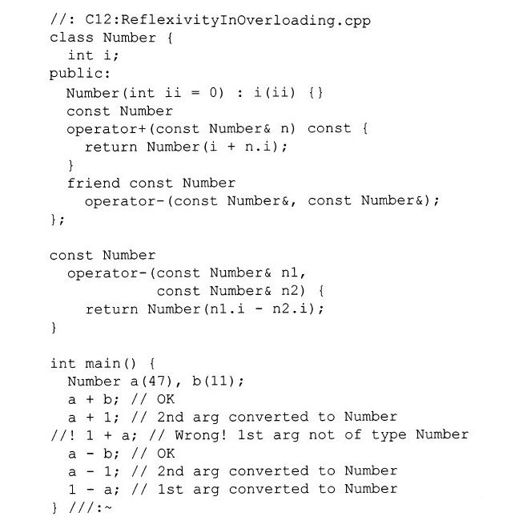 //: C12:ReflexivityInOverloading.cpp
class Number {
  int i;
public:
  Number(int ii = 0) : i(ii) {}
  const Number
  operator+(const Number& n) const {
    return Number(i + n.i);
  }
  friend const Number
    operator-(const Number&, const Number&);
};

const Number
  operator-(const Number& n1,
            const Number& n2) {
    return Number(n1.i - n2.i);
}

int main() {
  Number a(47), b(11);
  a + b; // OK
  a + 1; // 2nd arg converted to Number
//! 1 + a; // Wrong! 1st arg not of type Number
  a - b; // OK
  a - 1; // 2nd arg converted to Number
  1 - a; // 1st arg converted to Number
} ///:~